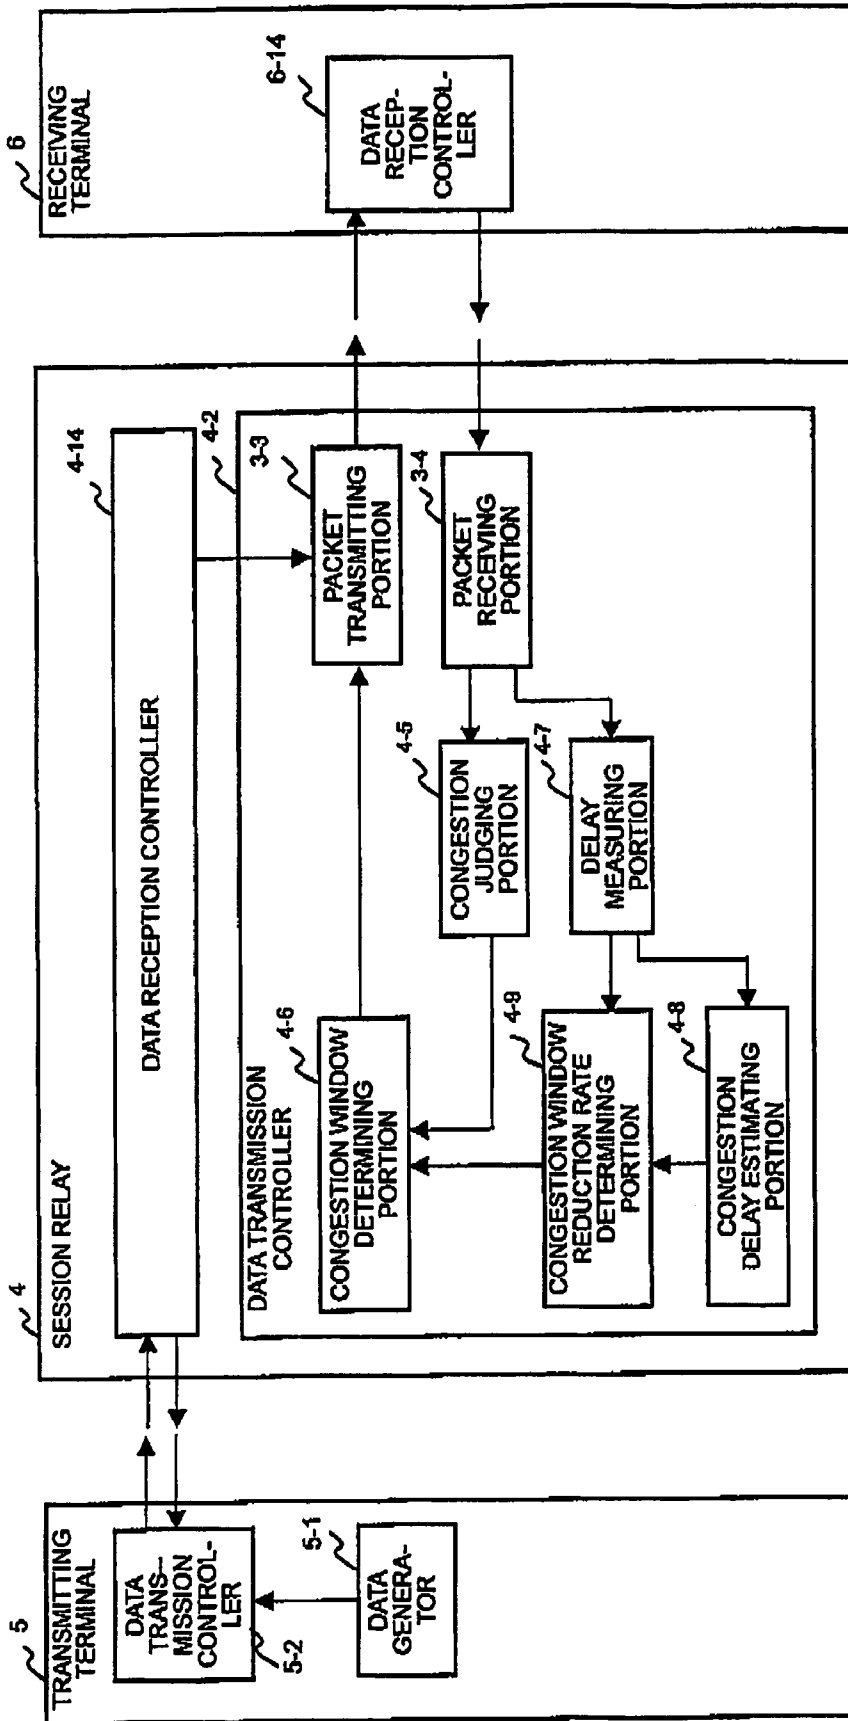 5
TRANSMITTING
TERMINAL
DATA
TRANS-
MISSION
CONTROL-
LER
5-2
5-1
DATA
GENERA-
TOR
4
SESSION RELAY
4-14
DATA RECEPTION CONTROLLER
4-2
DATA TRANSMISSION
CONTROLLER
4-6
CONGESTION WINDOW
DETERMINING
PORTION
3-3
PACKET
TRANSMITTING
PORTION
4-5
CONGESTION
JUDGING
PORTION
3-4
PACKET
RECEIVING
PORTION
4-9
CONGESTION WINDOW
REDUCTION RATE
DETERMINING
PORTION
4-7
DELAY
MEASURING
PORTION
4-8
CONGESTION
DELAY ESTIMATING
PORTION
6
RECEIVING
TERMINAL
6-14
DATA
RECEP-
TION
CONTROL-
LER